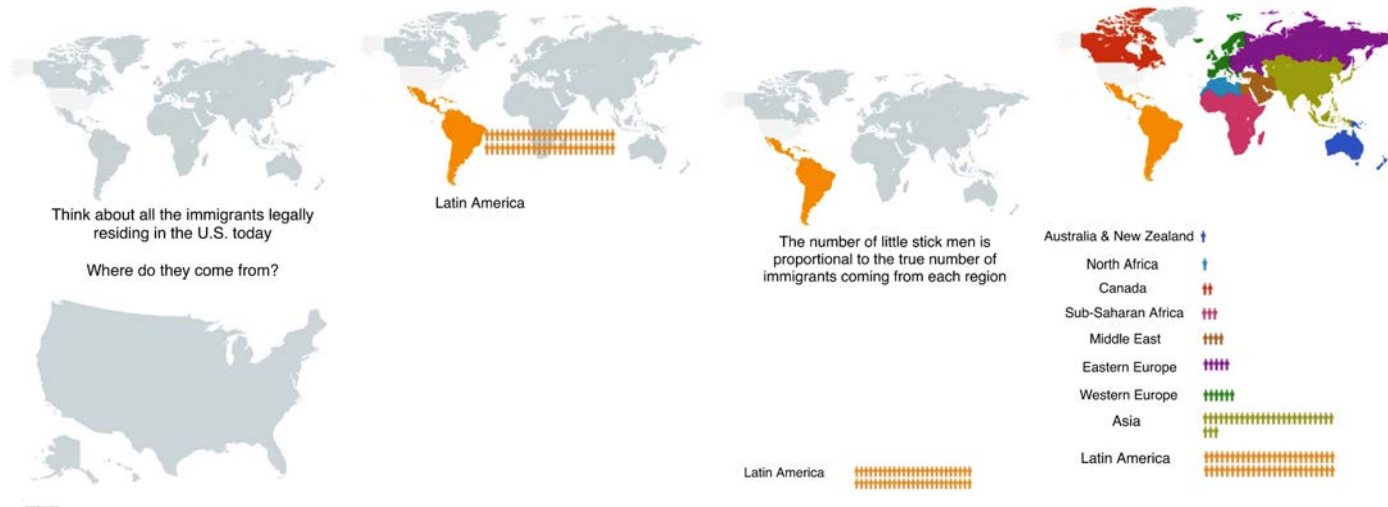 Think about all the immigrants legally
residing in the U.S. today
Where do they come from?
Latin America
The number of little stick men is
proportional to the true number of
immigrants coming from each region
Latin America
Australia & New Zealand
North Africa
Canada
Sub-Saharan Africa
Middle East
Eastern Europe
Western Europe
Asia
Latin America